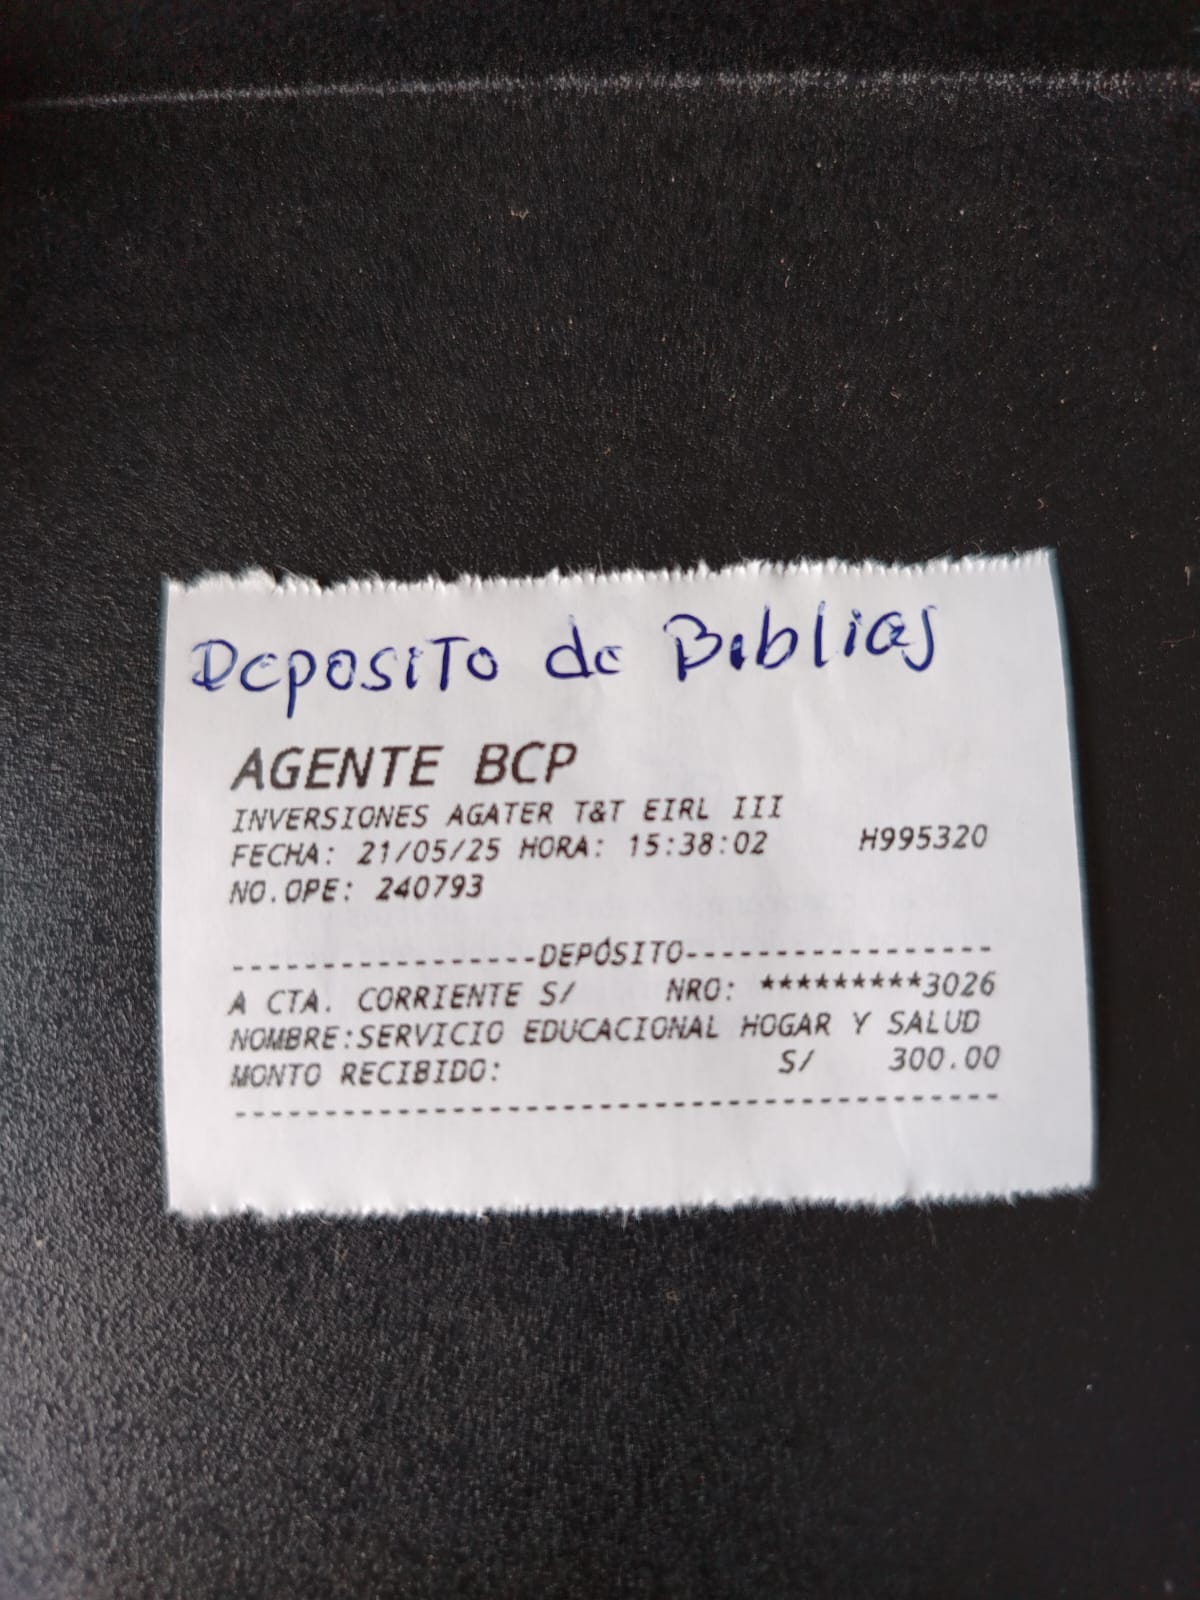 Deposito de Biblias
AGENTE BCP
INVERSIONES AGATER T&T EIRL III
FECHA: 21/05/25 HORA: 15:38:02 H995320
NO.OPE: 240793
-----------------DEPÓSITO-----------------
A CTA. CORRIENTE S/ NRO: *********3026
NOMBRE:SERVICIO EDUCACIONAL HOGAR Y SALUD
MONTO RECIBIDO: S/ 300.00